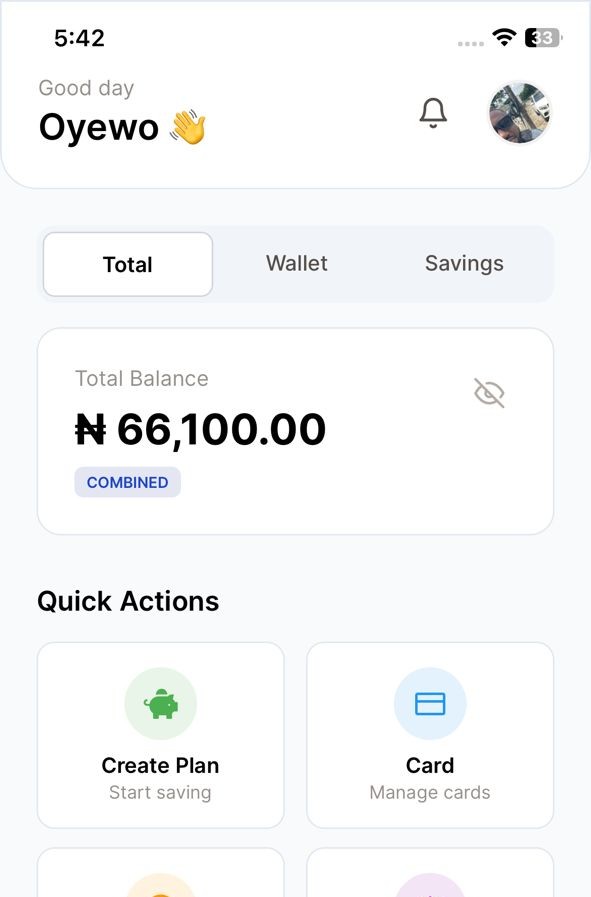 5:42
33
Good day
Oyewo 👋
Total
Wallet
Savings
Total Balance
₦ 66,100.00
COMBINED
Quick Actions
Create Plan
Start saving
Card
Manage cards